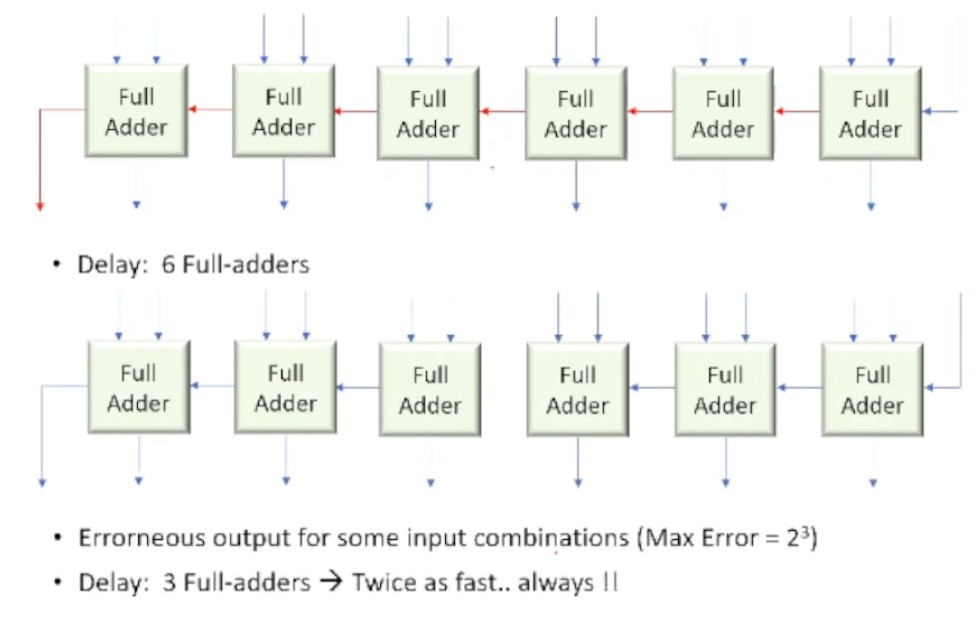 Full Full Full Full Full Full
Adder Adder Adder Adder Adder Adder
• Delay: 6 Full-adders
Full Full Full Full Full Full
Adder Adder Adder Adder Adder Adder
• Errorneous output for some input combinations (Max Error = 2³)
• Delay: 3 Full-adders → Twice as fast.. always !!